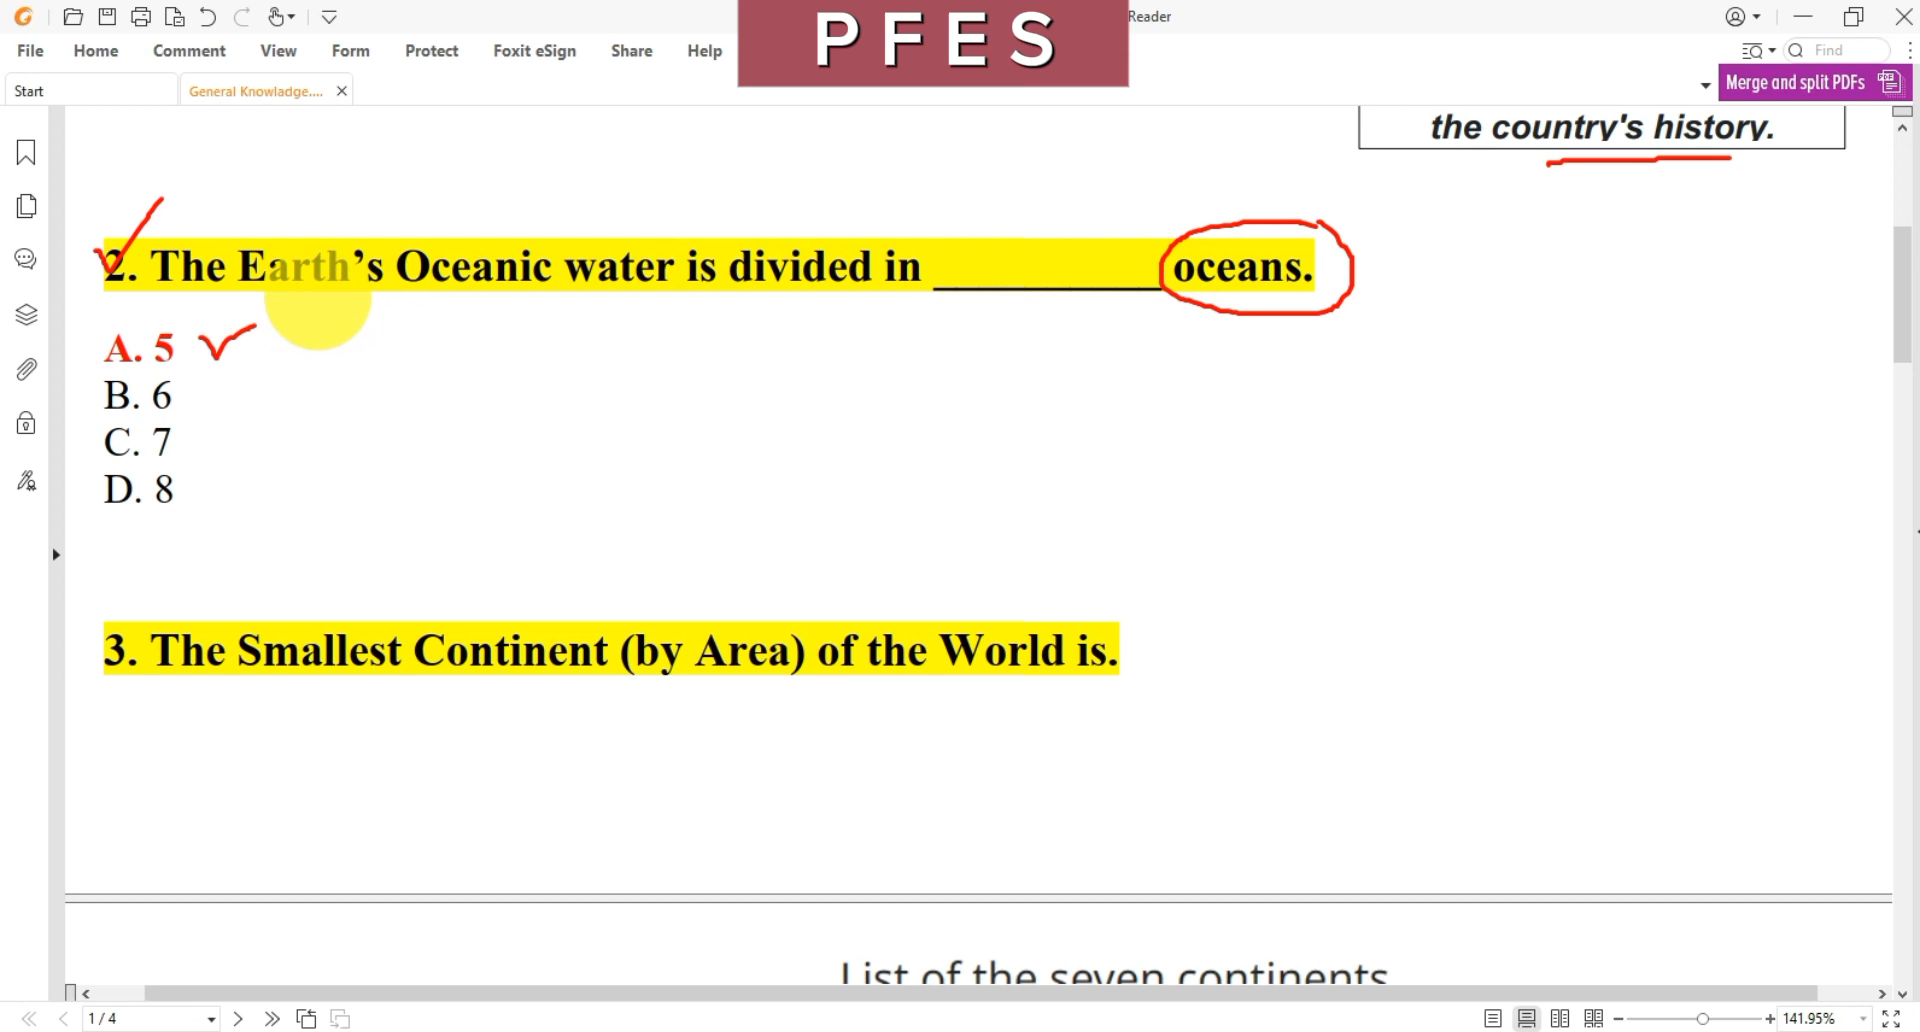 PFES
Reader
File Home Comment View Form Protect Foxit eSign Share Help
Find
Start
General Knowladge....
Merge and split PDFs
the country's history.
2. The Earth’s Oceanic water is divided in __________ oceans.
A. 5
B. 6
C. 7
D. 8
3. The Smallest Continent (by Area) of the World is.
List of the seven continents
1 / 4
141.95%